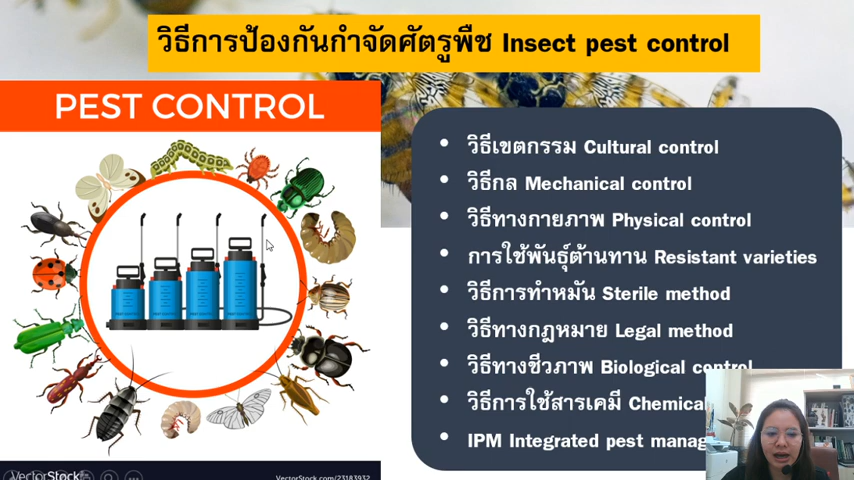 วิธีการป้องกันกำจัดศัตรูพืช Insect pest control
PEST CONTROL
• วิธีเขตกรรม Cultural control
• วิธีกล Mechanical control
• วิธีทางกายภาพ Physical control
• การใช้พันธุ์ต้านทาน Resistant varieties
• วิธีการทำหมัน Sterile method
• วิธีทางกฎหมาย Legal method
• วิธีทางชีวภาพ Biological control
• วิธีการใช้สารเคมี Chemical
• IPM Integrated pest manag
VectorStock
VectorStock.com/23183932